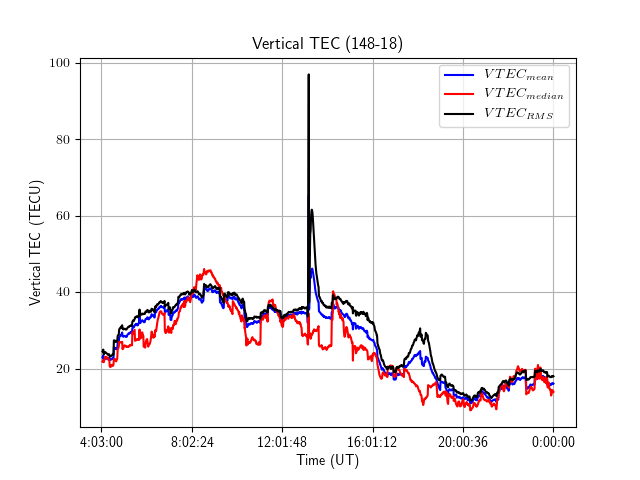 Vertical TEC (148-18)
100
80
60
40
20
Vertical TEC (TECU)
VTEC_mean
VTEC_median
VTEC_RMS
4:03:00 8:02:24 12:01:48 16:01:12 20:00:36 0:00:00
Time (UT)